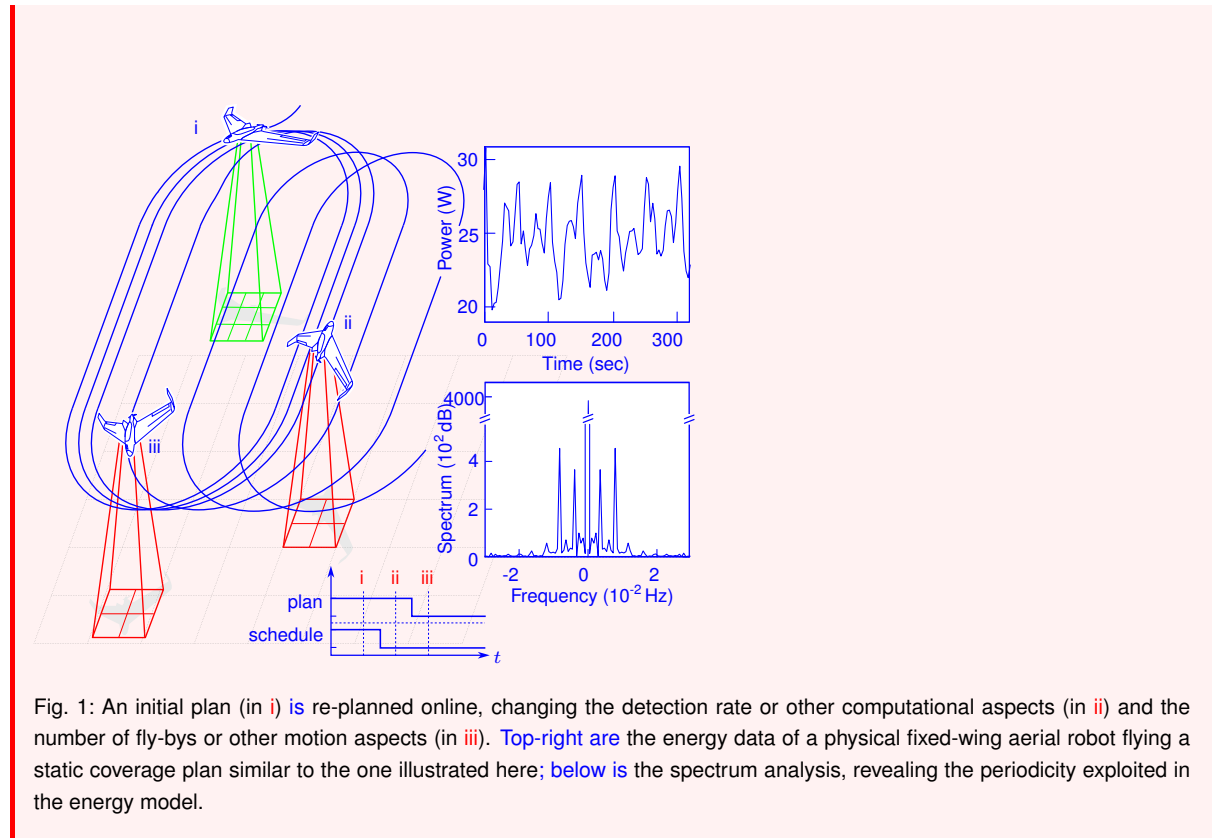 i
ii
iii
Power (W)
30
25
20
0 100 200 300
Time (sec)
Spectrum (10² dB)
4000
4
2
0
-2 0 2
Frequency (10⁻² Hz)
i ii iii
plan
schedule
t
Fig. 1: An initial plan (in i) is re-planned online, changing the detection rate or other computational aspects (in ii) and the
number of fly-bys or other motion aspects (in iii). Top-right are the energy data of a physical fixed-wing aerial robot flying a
static coverage plan similar to the one illustrated here; below is the spectrum analysis, revealing the periodicity exploited in
the energy model.